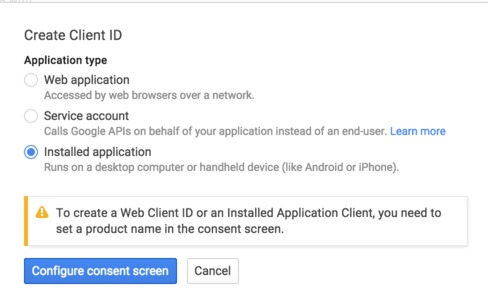 Create Client ID
Application type
Web application
Accessed by web browsers over a network.
Service account
Calls Google APIs on behalf of your application instead of an end-user. Learn more
Installed application
Runs on a desktop computer or handheld device (like Android or iPhone).
To create a Web Client ID or an Installed Application Client, you need to
set a product name in the consent screen.
Configure consent screen
Cancel